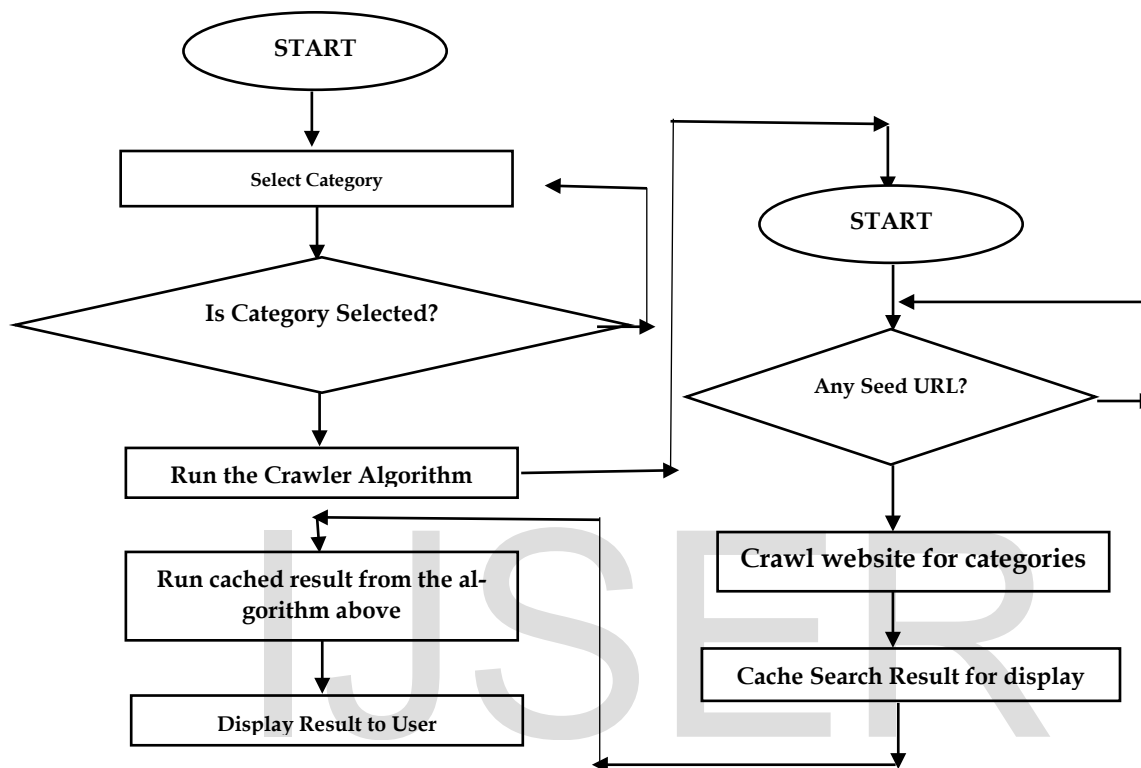 START
Select Category
Is Category Selected?
Run the Crawler Algorithm
Run cached result from the al-
gorithm above
Display Result to User
START
Any Seed URL?
Crawl website for categories
Cache Search Result for display
IJSER